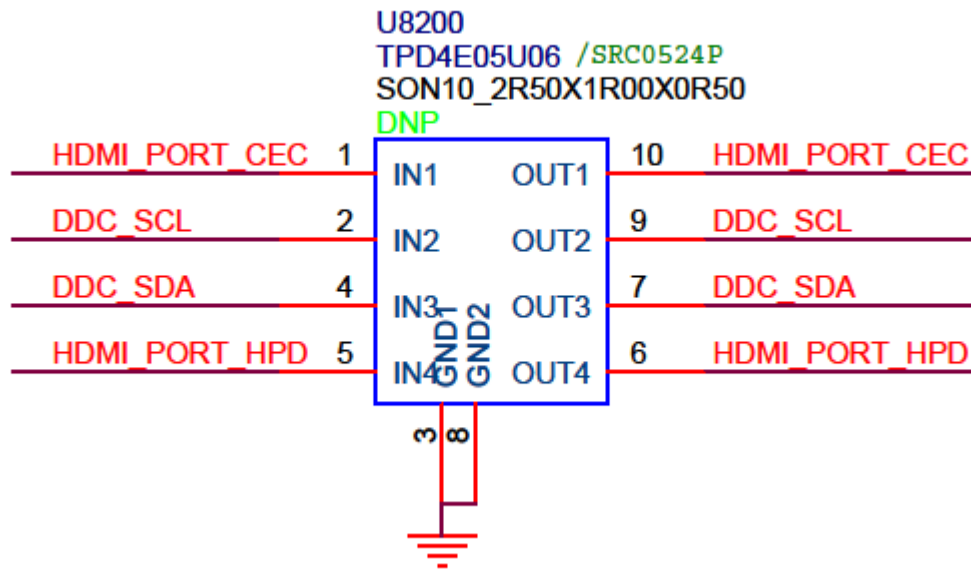 U8200
TPD4E05U06 /SRC0524P
SON10_2R50X1R00X0R50
DNP
HDMI_PORT_CEC 1 IN1 OUT1 10 HDMI_PORT_CEC
DDC_SCL 2 IN2 OUT2 9 DDC_SCL
DDC_SDA 4 IN3 OUT3 7 DDC_SDA
HDMI_PORT_HPD 5 IN4 OUT4 6 HDMI_PORT_HPD
GND1 GND2
3 8